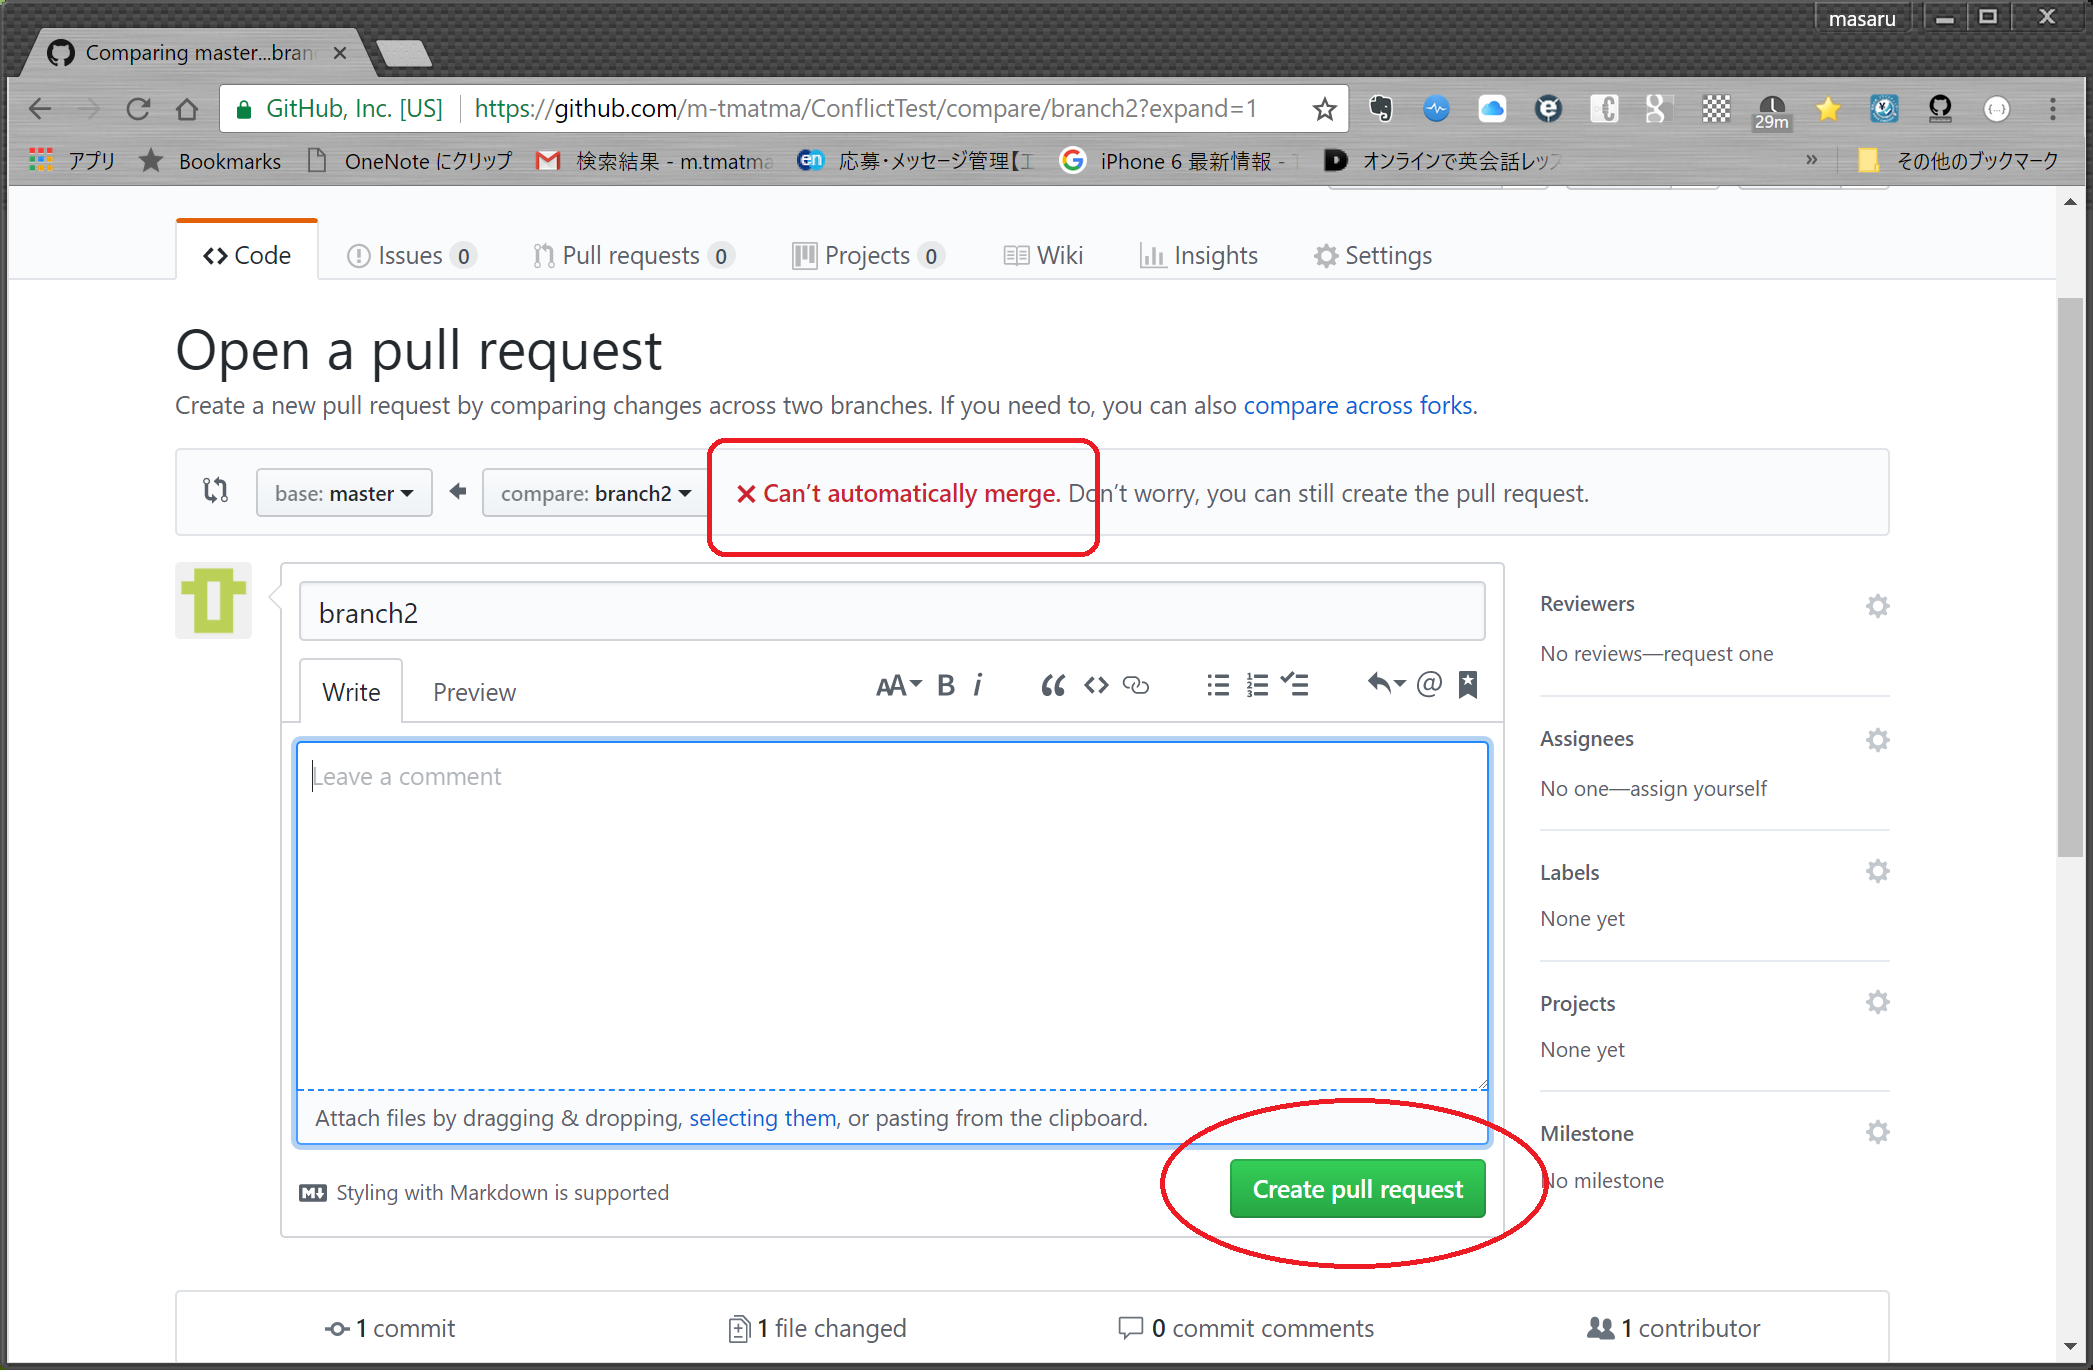 masaru
Comparing master...bran
GitHub, Inc. [US] https://github.com/m-tmatma/ConflictTest/compare/branch2?expand=1
29m
アプリ Bookmarks OneNote にクリップ 検索結果 - m.tmatma 応募・メッセージ管理【エ iPhone 6 最新情報 - T オンラインで英会話レッス » その他のブックマーク
Code Issues 0 Pull requests 0 Projects 0 Wiki Insights Settings
Open a pull request
Create a new pull request by comparing changes across two branches. If you need to, you can also compare across forks.
base: master compare: branch2 Can’t automatically merge. Don’t worry, you can still create the pull request.
branch2
Write Preview AA B i
Leave a comment
Attach files by dragging & dropping, selecting them, or pasting from the clipboard.
Styling with Markdown is supported
Create pull request
Reviewers
No reviews—request one
Assignees
No one—assign yourself
Labels
None yet
Projects
None yet
Milestone
No milestone
1 commit 1 file changed 0 commit comments 1 contributor